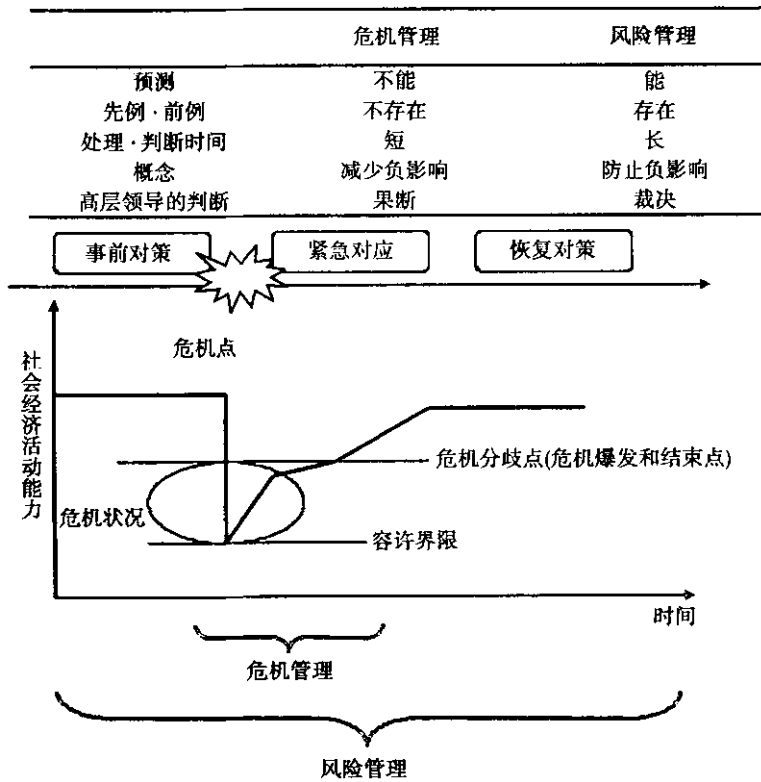 危机管理 风险管理
预测 不能 能
先例·前例 不存在 存在
处理·判断时间 短 长
概念 减少负影响 防止负影响
高层领导的判断 果断 裁决
事前对策 紧急对应 恢复对策
危机点
社会经济活动能力
危机分歧点(危机爆发和结束点)
危机状况
容许界限
时间
危机管理
风险管理